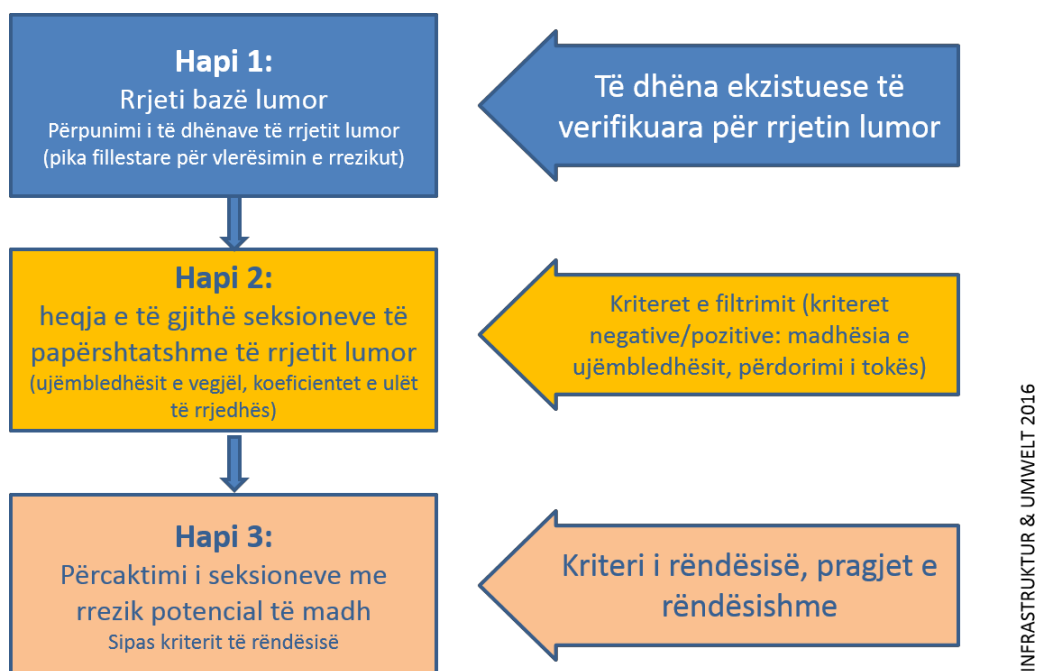 Hapi 1:
Rrjeti bazë lumor
Përpunimi i të dhënave të rrjetit lumor
(pika fillestare për vlerësimin e rrezikut)
Të dhëna ekzistuese të
verifikuara për rrjetin lumor
Hapi 2:
heqja e të gjithë seksioneve të
papërshtatshme të rrjetit lumor
(ujëmbledhësit e vegjël, koeficientet e ulët
të rrjedhës)
Kriteret e filtrimit (kriteret
negative/pozitive: madhësia e
ujëmbledhësit, përdorimi i tokës)
Hapi 3:
Përcaktimi i seksioneve me
rrezik potencial të madh
Sipas kriterit të rëndësisë
Kriteri i rëndësisë, pragjet e
rëndësishme
INFRASTRUKTUR & UMWELT 2016